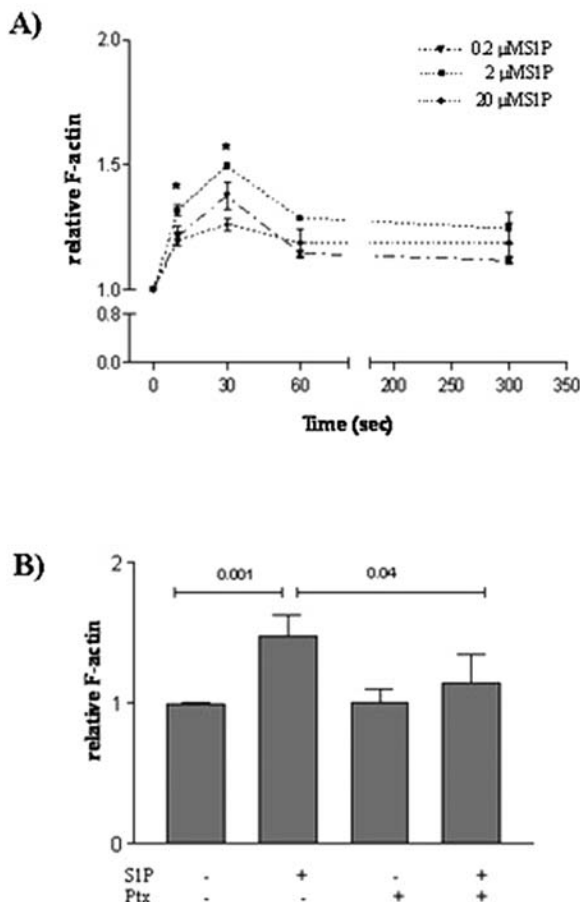 A)
2.0
1.5
1.0
0.8
0.0
relative F-actin
0.2 µMS1P
2 µMS1P
20 µMS1P
*
*
0 30 60 200 250 300 350
Time (sec)
B)
2
1
0
relative F-actin
0.001
0.04
S1P - + - +
Ptx - - + +